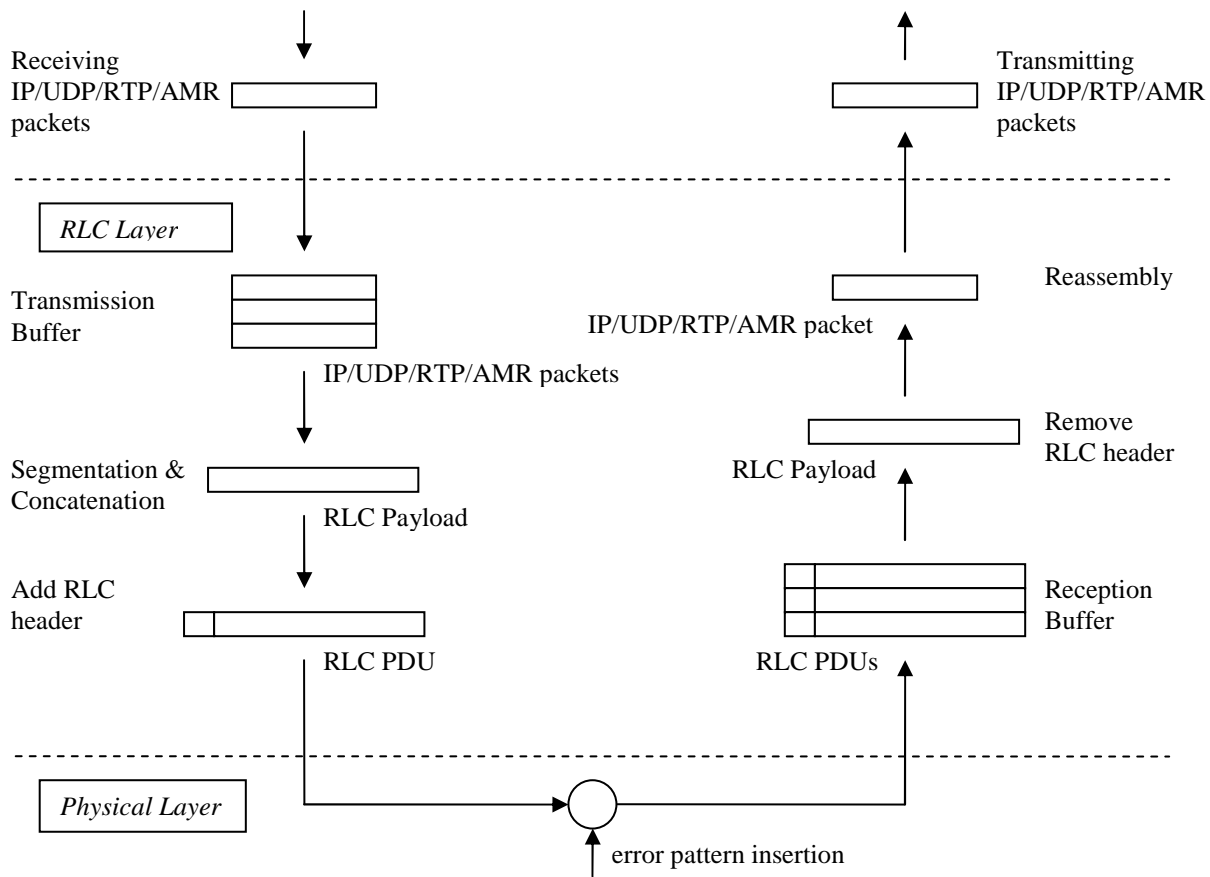 Receiving
IP/UDP/RTP/AMR
packets
Transmitting
IP/UDP/RTP/AMR
packets
RLC Layer
Transmission
Buffer
IP/UDP/RTP/AMR packets
Reassembly
IP/UDP/RTP/AMR packet
Segmentation &
Concatenation
RLC Payload
Remove
RLC header
RLC Payload
Add RLC
header
RLC PDU
Reception
Buffer
RLC PDUs
Physical Layer
error pattern insertion